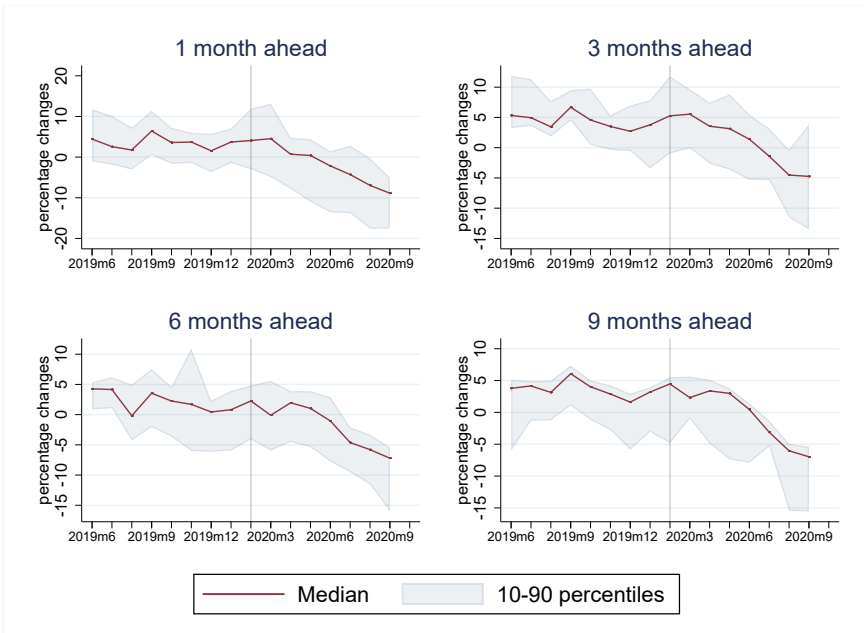 1 month ahead
percentage changes
20
10
0
-10
-20
2019m6 2019m9 2019m12 2020m3 2020m6 2020m9
3 months ahead
percentage changes
10
5
0
-5
-10
-15
2019m6 2019m9 2019m12 2020m3 2020m6 2020m9
6 months ahead
percentage changes
10
5
0
-5
-10
-15
2019m6 2019m9 2019m12 2020m3 2020m6 2020m9
9 months ahead
percentage changes
10
5
0
-5
-10
-15
2019m6 2019m9 2019m12 2020m3 2020m6 2020m9
Median 10-90 percentiles